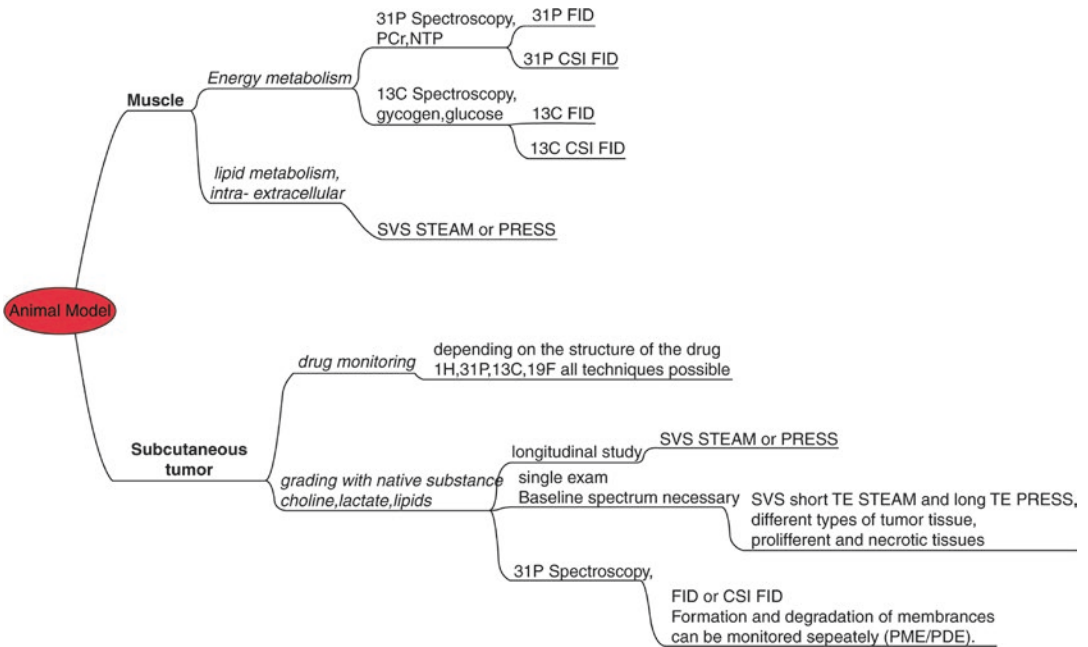 Animal Model
Muscle
Energy metabolism
31P Spectroscopy,
PCr,NTP
31P FID
31P CSI FID
13C Spectroscopy,
gycogen,glucose
13C FID
13C CSI FID
lipid metabolism,
intra- extracellular
SVS STEAM or PRESS
Subcutaneous
tumor
drug monitoring
depending on the structure of the drug
1H,31P,13C,19F all techniques possible
grading with native substance
choline,lactate,lipids
longitudinal study
SVS STEAM or PRESS
single exam
Baseline spectrum necessary
SVS short TE STEAM and long TE PRESS,
different types of tumor tissue,
prolifferent and necrotic tissues
31P Spectroscopy,
FID or CSI FID
Formation and degradation of membrances
can be monitored sepeately (PME/PDE).